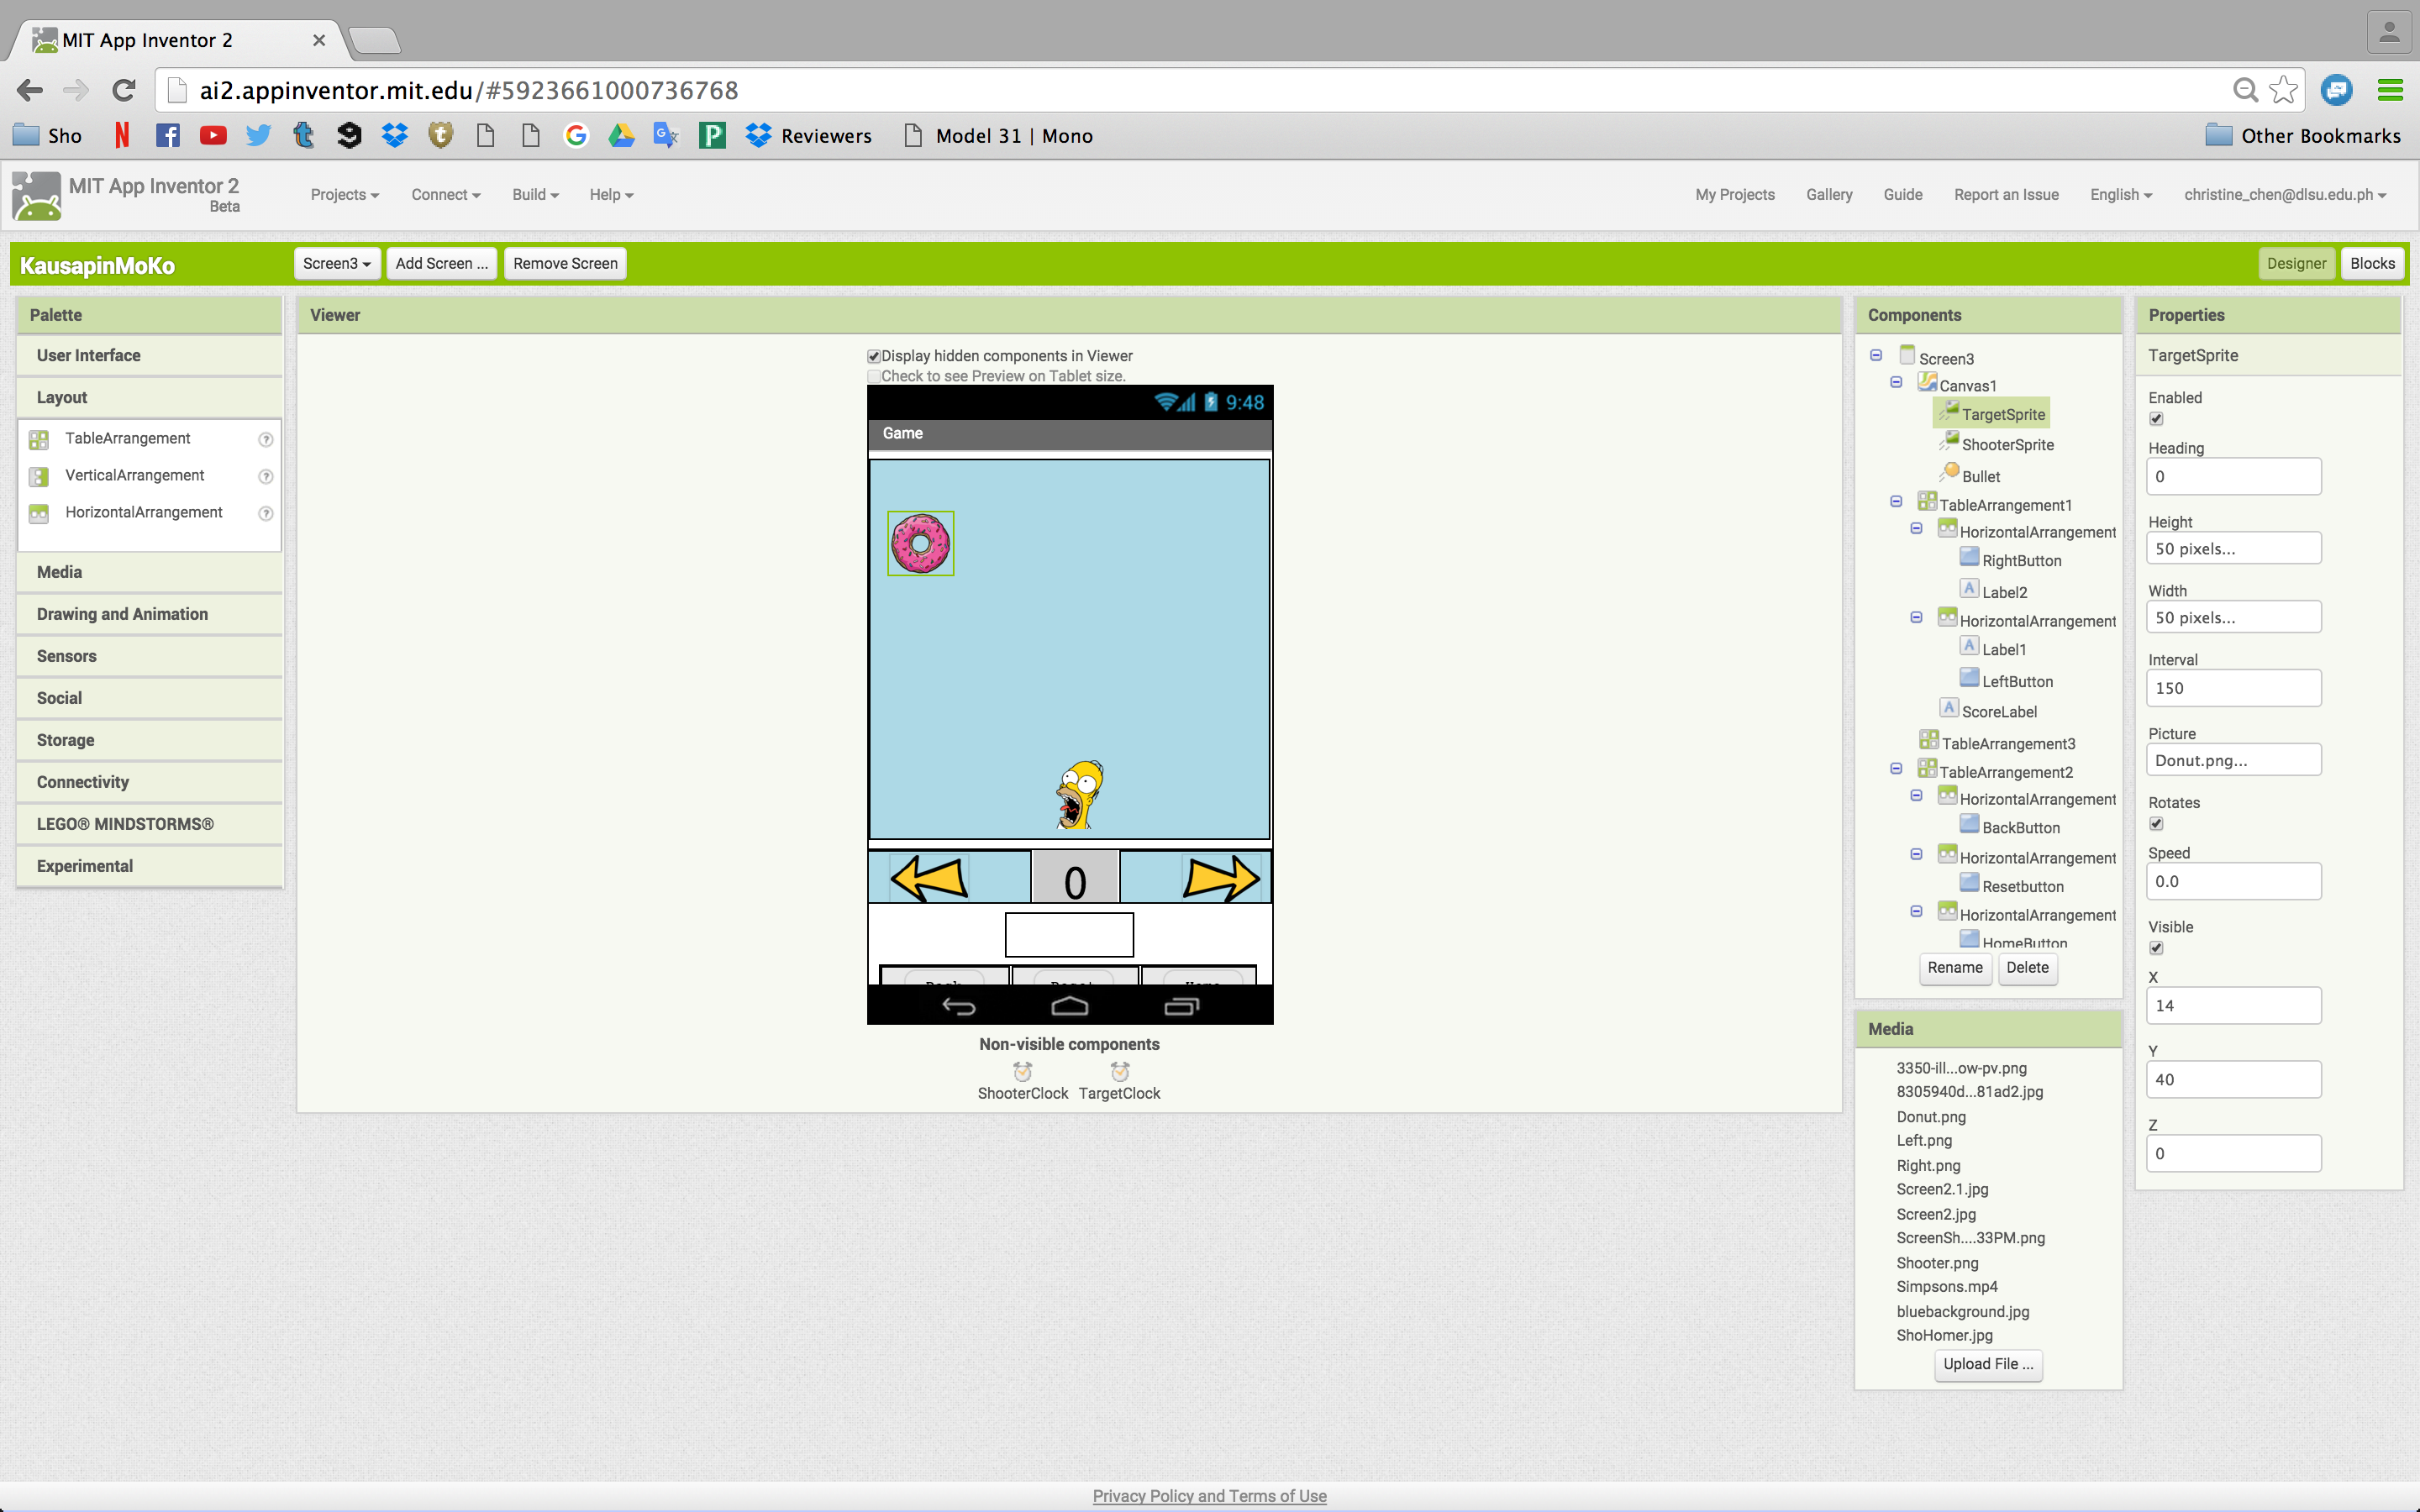 MIT App Inventor 2
ai2.appinventor.mit.edu/#5923661000736768
Sho
Reviewers
Model 31 | Mono
Other Bookmarks
MIT App Inventor 2
Beta
Projects
Connect
Build
Help
My Projects
Gallery
Guide
Report an Issue
English
christine_chen@dlsu.edu.ph
KausapinMoKo
Screen3
Add Screen ...
Remove Screen
Designer
Blocks
Palette
User Interface
Layout
TableArrangement
VerticalArrangement
HorizontalArrangement
Media
Drawing and Animation
Sensors
Social
Storage
Connectivity
LEGO® MINDSTORMS®
Experimental
Viewer
Display hidden components in Viewer
Check to see Preview on Tablet size.
9:48
Game
0
Non-visible components
ShooterClock
TargetClock
Components
Screen3
Canvas1
TargetSprite
ShooterSprite
Bullet
TableArrangement1
HorizontalArrangement
RightButton
Label2
HorizontalArrangement
Label1
LeftButton
ScoreLabel
TableArrangement3
TableArrangement2
HorizontalArrangement
BackButton
HorizontalArrangement
Resetbutton
HorizontalArrangement
HomeButton
Rename
Delete
Media
3350-ill...ow-pv.png
8305940d...81ad2.jpg
Donut.png
Left.png
Right.png
Screen2.1.jpg
Screen2.jpg
ScreenSh....33PM.png
Shooter.png
Simpsons.mp4
bluebackground.jpg
ShoHomer.jpg
Upload File ...
Properties
TargetSprite
Enabled
Heading
0
Height
50 pixels...
Width
50 pixels...
Interval
150
Picture
Donut.png...
Rotates
Speed
0.0
Visible
X
14
Y
40
Z
0
Privacy Policy and Terms of Use